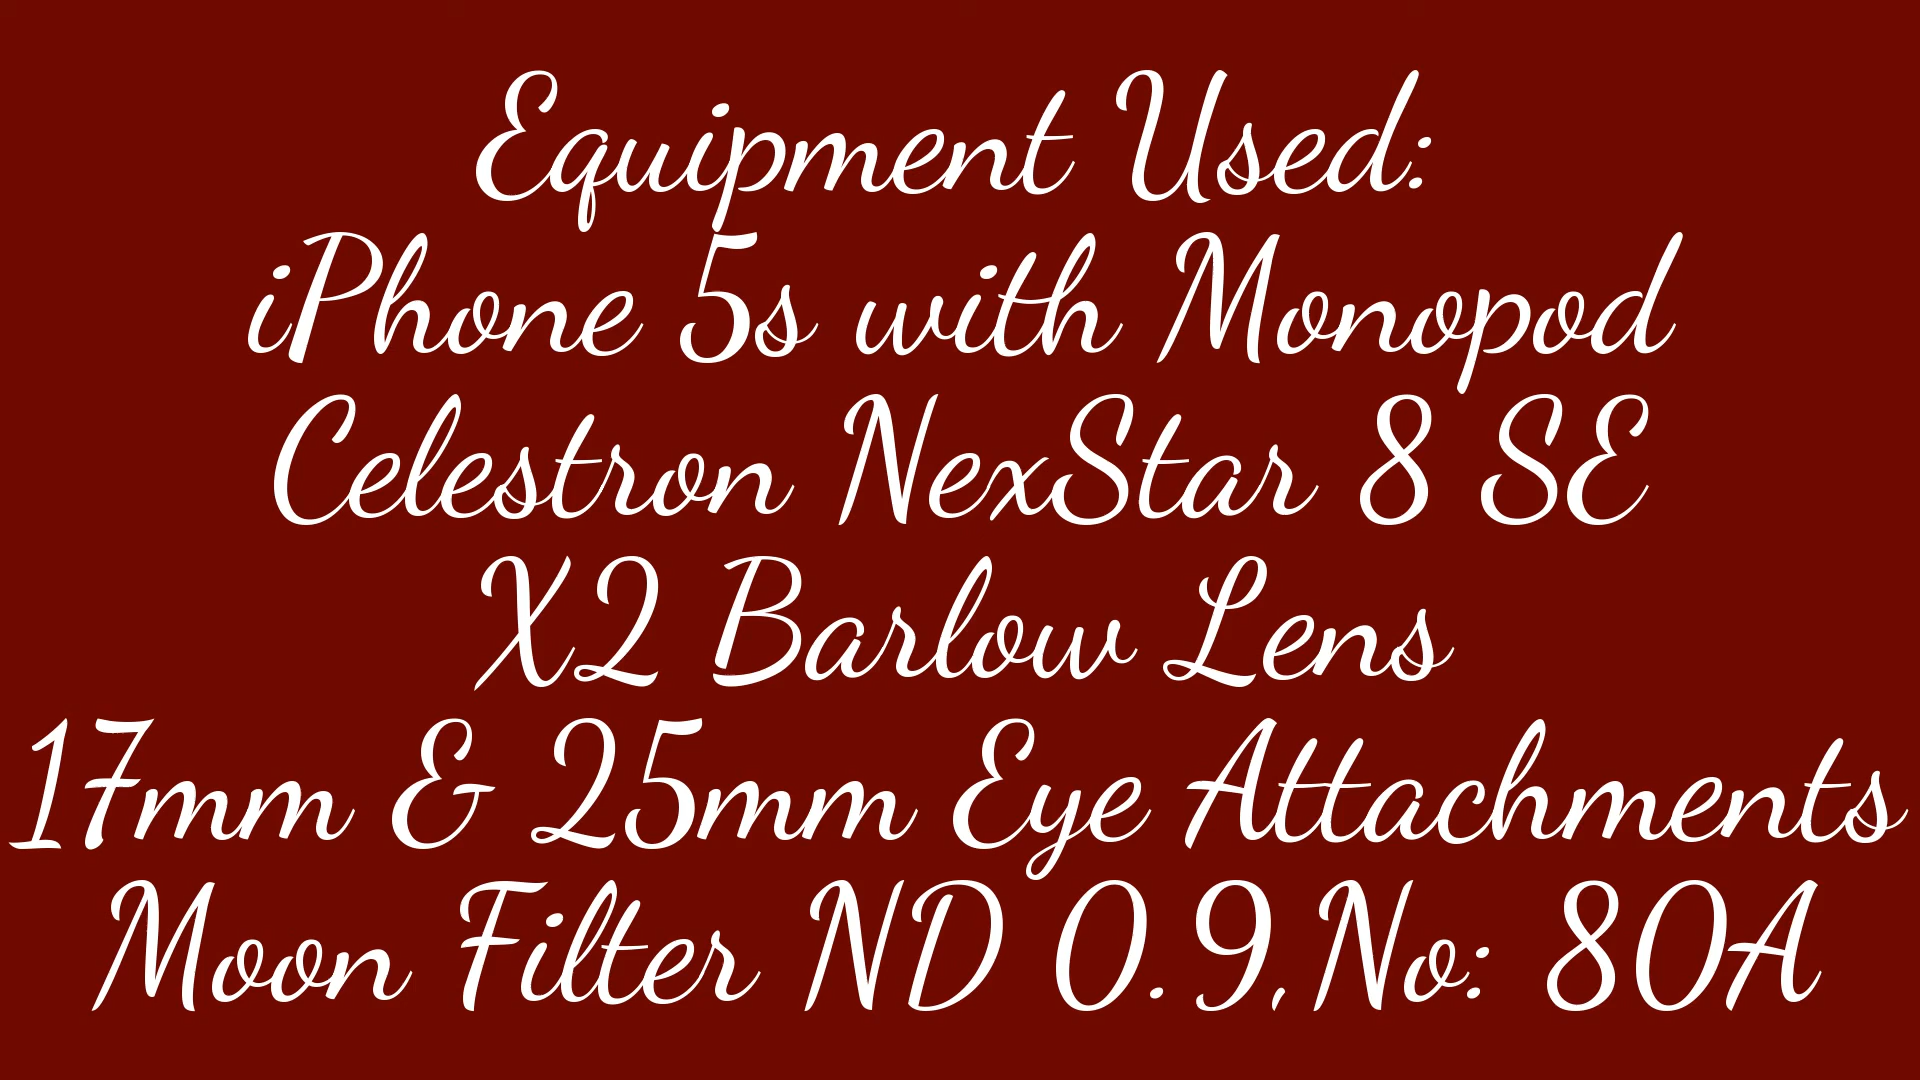 Equipment Used:
iPhone 5s with Monopod
Celestron NexStar 8 SE
X2 Barlow Lens
17mm & 25mm Eye Attachments
Moon Filter ND 0.9,No: 80A